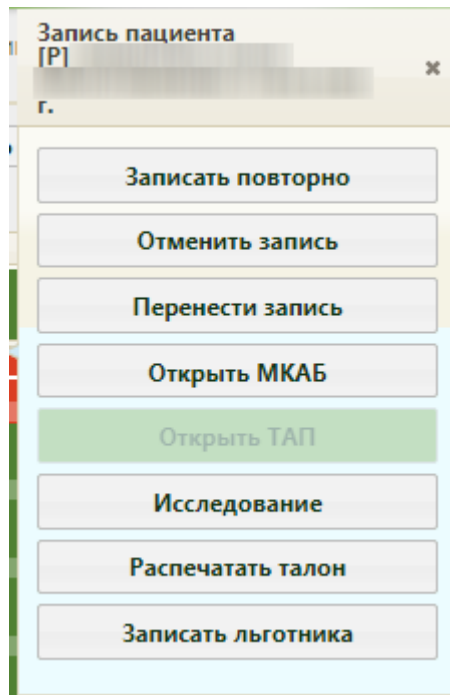 Запись пациента
[Р]
г.
Записать повторно
Отменить запись
Перенести запись
Открыть МКАБ
Открыть ТАП
Исследование
Распечатать талон
Записать льготника